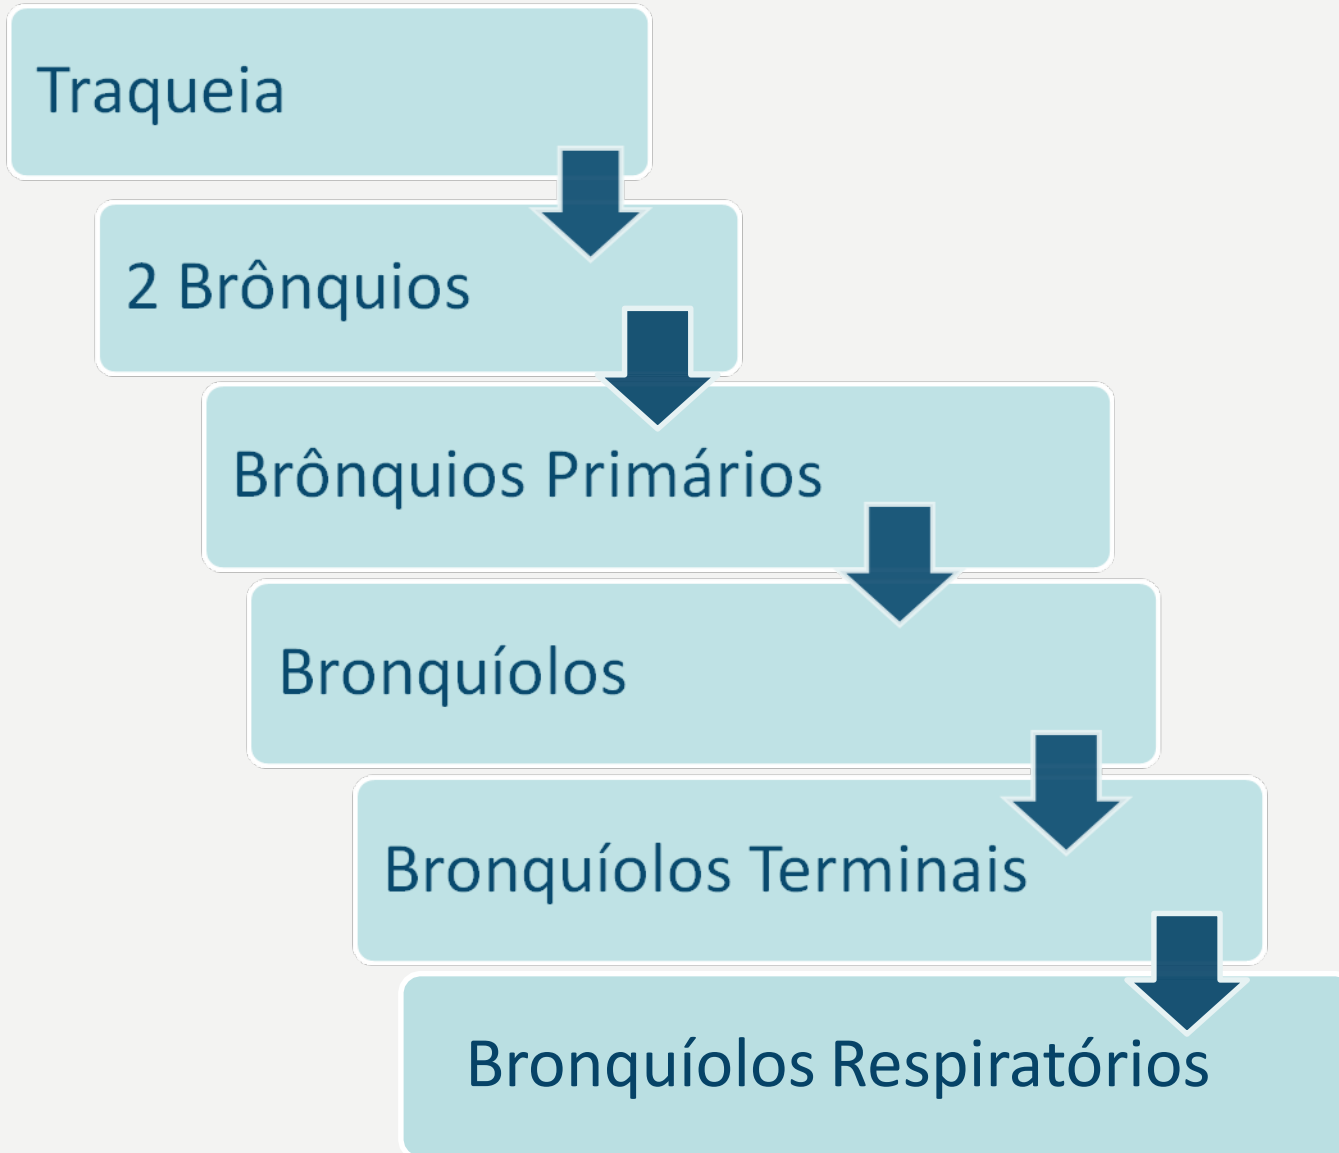 Traqueia
2 Brônquios
Brônquios Primários
Bronquíolos
Bronquíolos Terminais
Bronquíolos Respiratórios